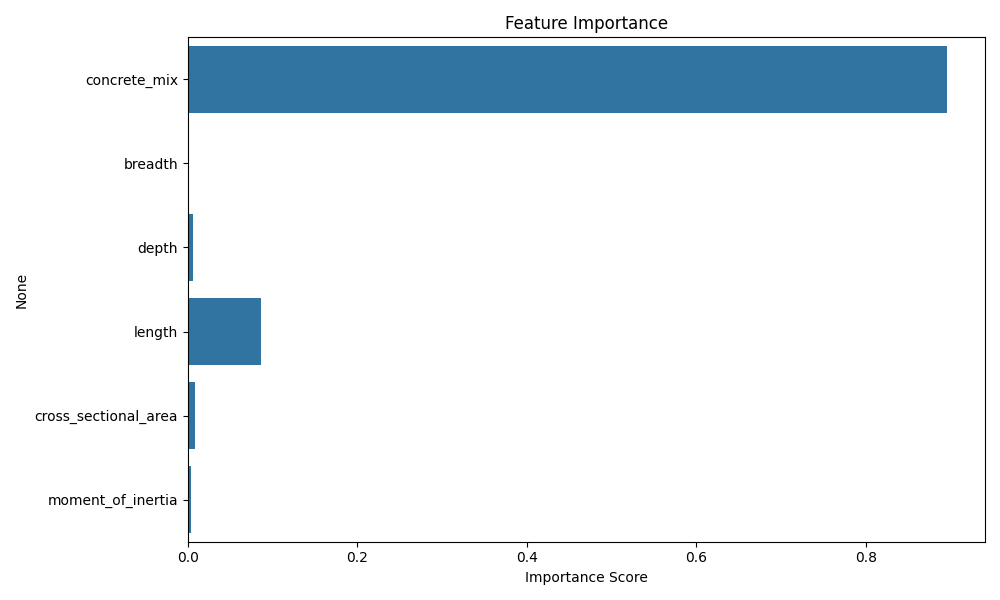 Feature Importance
concrete_mix
breadth
depth
length
cross_sectional_area
moment_of_inertia
None
0.0 0.2 0.4 0.6 0.8
Importance Score